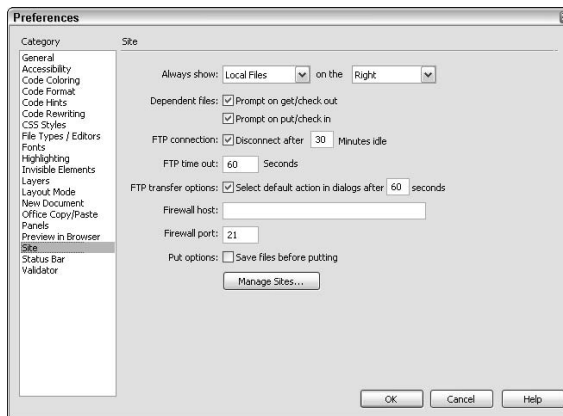 Preferences
Category
Site
General
Accessibility
Code Coloring
Code Format
Code Hints
Code Rewriting
CSS Styles
File Types / Editors
Fonts
Highlighting
Invisible Elements
Layers
Layout Mode
New Document
Office Copy/Paste
Panels
Preview in Browser
Site
Status Bar
Validator
Always show: Local Files on the Right
Dependent files: Prompt on get/check out
Prompt on put/check in
FTP connection: Disconnect after 30 Minutes idle
FTP time out: 60 Seconds
FTP transfer options: Select default action in dialogs after 60 seconds
Firewall host:
Firewall port: 21
Put options: Save files before putting
Manage Sites...
OK Cancel Help